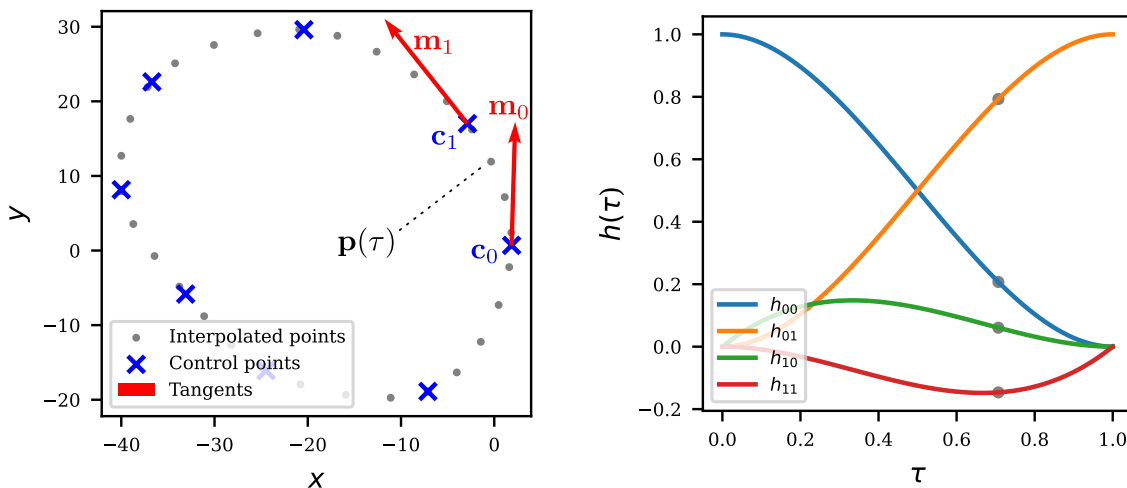 30
20
10
0
−10
−20
y
−40
−30
−20
−10
0
x
m₁
m₀
c₁
c₀
p(τ)
Interpolated points
Control points
Tangents
1.0
0.8
0.6
0.4
0.2
0.0
−0.2
h(τ)
0.0
0.2
0.4
0.6
0.8
1.0
τ
h₀₀
h₀₁
h₁₀
h₁₁